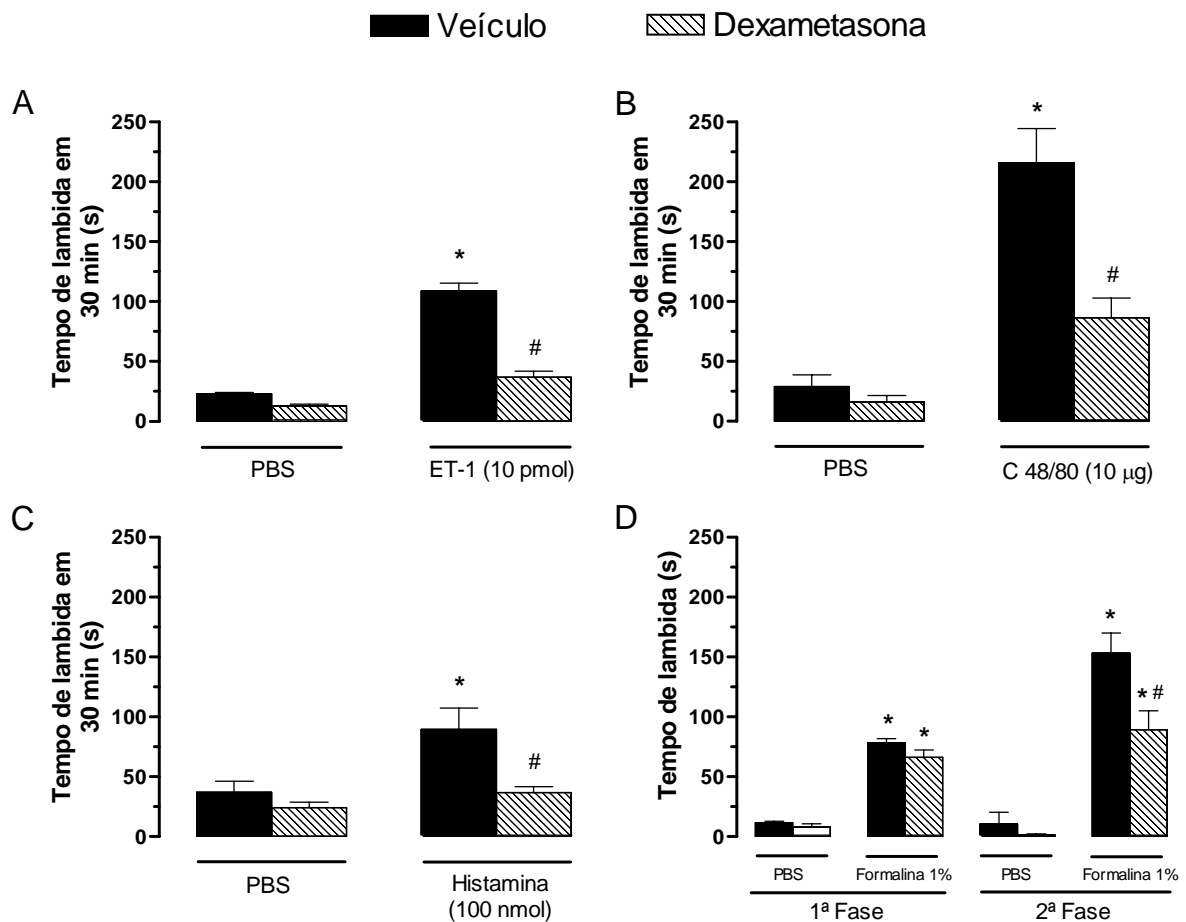 Veículo
Dexametasona
A
Tempo de lambida em
30 min (s)
250
200
150
100
50
0
*
#
PBS
ET-1 (10 pmol)
B
Tempo de lambida em
30 min (s)
250
200
150
100
50
0
*
#
PBS
C 48/80 (10 μg)
C
Tempo de lambida em
30 min (s)
250
200
150
100
50
0
*
#
PBS
Histamina
(100 nmol)
D
Tempo de lambida (s)
250
200
150
100
50
0
*
*
*
* #
PBS
Formalina 1%
PBS
Formalina 1%
1ª Fase
2ª Fase